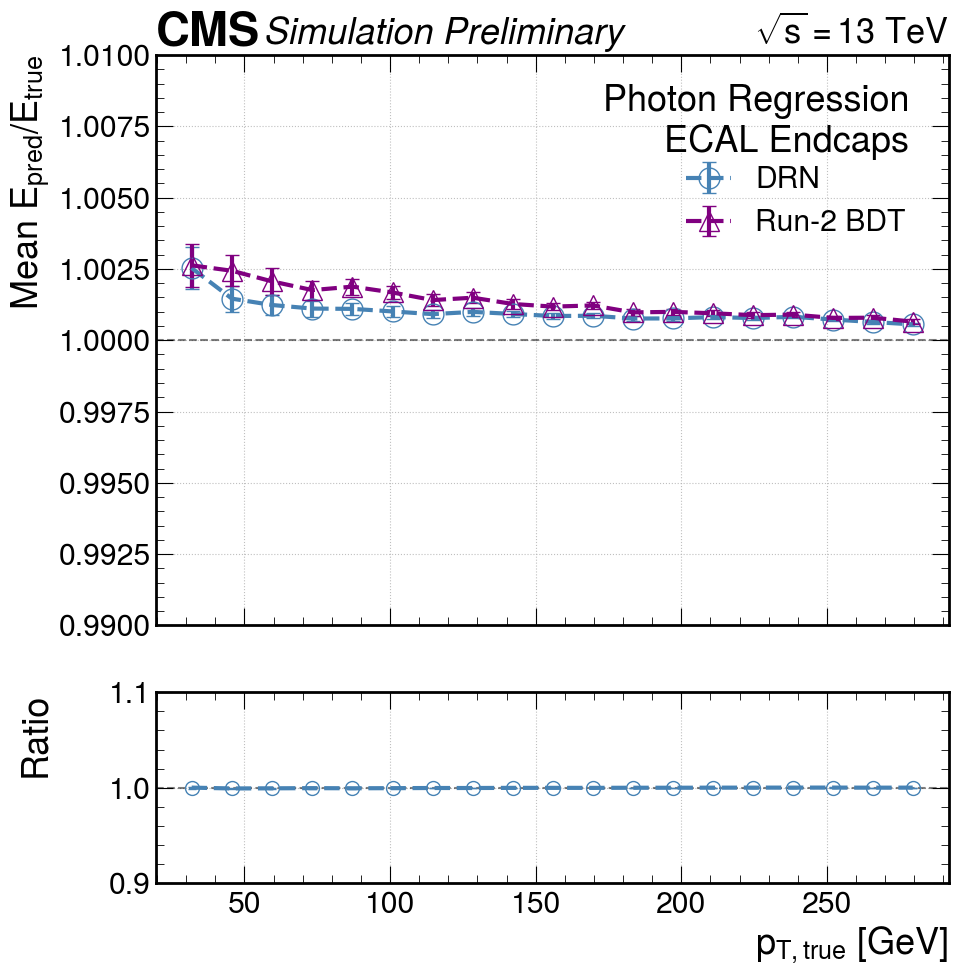 CMS Simulation Preliminary √s = 13 TeV
Mean E_pred/E_true
1.0100
1.0075
1.0050
1.0025
1.0000
0.9975
0.9950
0.9925
0.9900
Photon Regression
ECAL Endcaps
DRN
Run-2 BDT
Ratio
1.1
1.0
0.9
50 100 150 200 250
p_T, true [GeV]